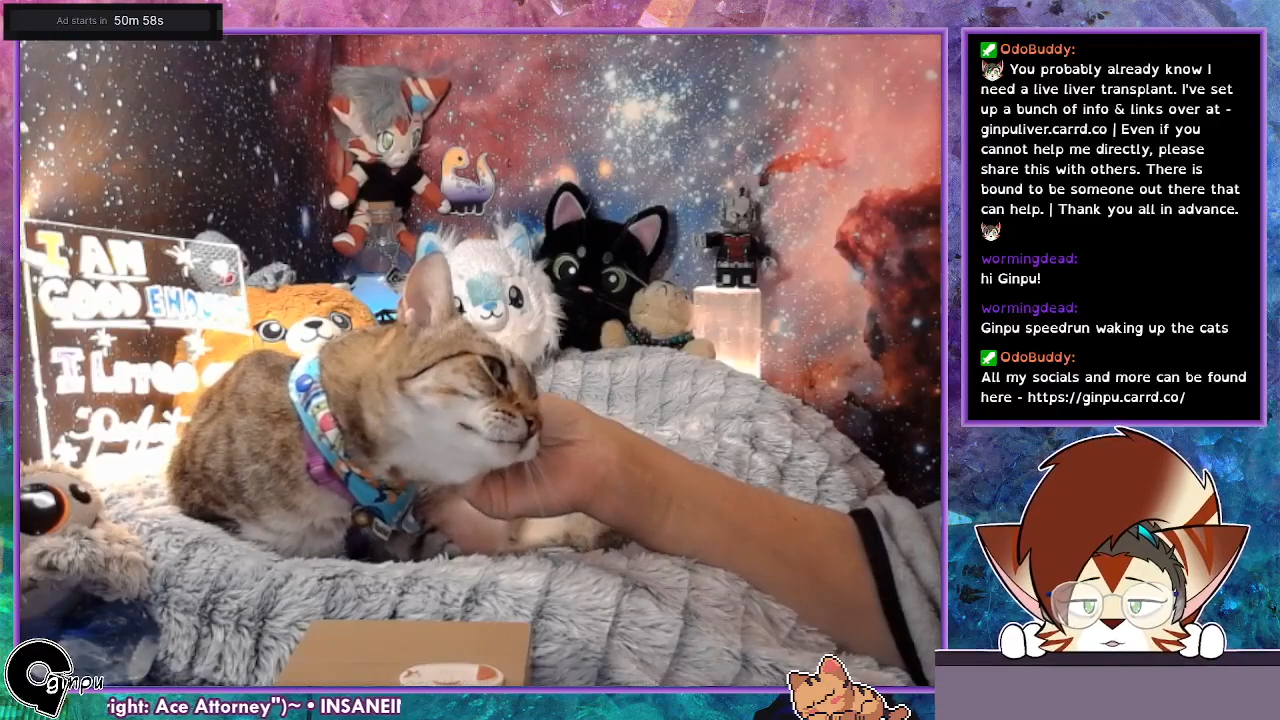 Ad starts in 50m 58s
OdoBuddy:
You probably already know I
need a live liver transplant. I've set
up a bunch of info & links over at -
ginpuliver.carrd.co | Even if you
cannot help me directly, please
share this with others. There is
bound to be someone out there that
can help. | Thank you all in advance.
wormingdead:
hi Ginpu!
wormingdead:
Ginpu speedrun waking up the cats
OdoBuddy:
All my socials and more can be found
here - https://ginpu.carrd.co/
I AM
GOOD ENOUGH
ginpu
right: Ace Attorney")~ • INSANEII